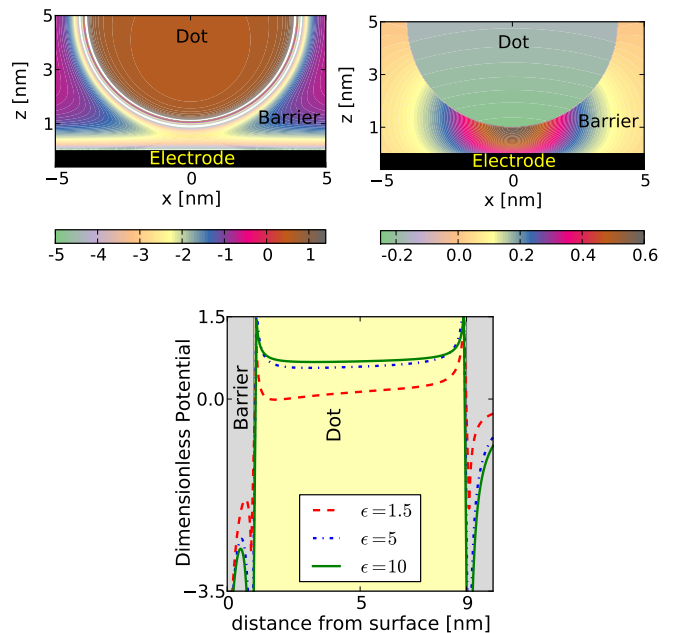 5
3
1
z [nm]
Dot
Barrier
Electrode
−5 0 5
x [nm]
-5 -4 -3 -2 -1 0 1
5
3
1
z [nm]
Dot
Barrier
Electrode
−5 0 5
x [nm]
-0.2 0.0 0.2 0.4 0.6
1.5
0.0
−3.5
Dimensionless Potential
Barrier
Dot
ϵ=1.5
ϵ=5
ϵ=10
0 5 9
distance from surface [nm]